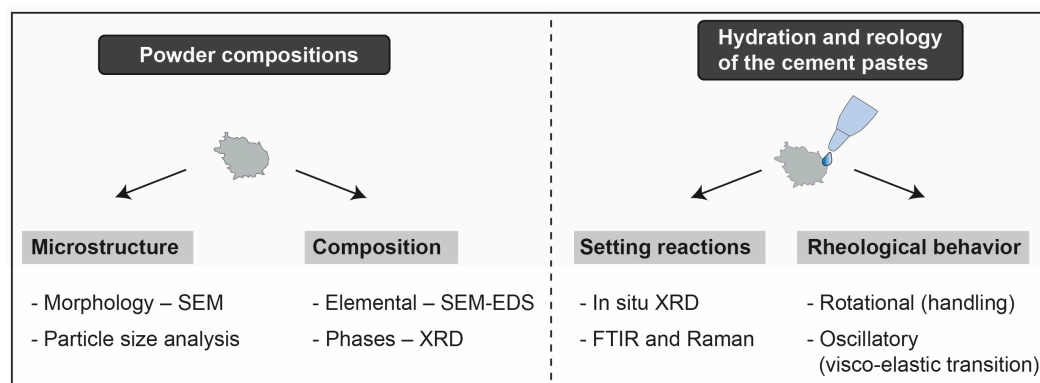 Powder compositions
Hydration and reology
of the cement pastes
Microstructure
Composition
Setting reactions
Rheological behavior
- Morphology – SEM
- Particle size analysis
- Elemental – SEM-EDS
- Phases – XRD
- In situ XRD
- FTIR and Raman
- Rotational (handling)
- Oscillatory
(visco-elastic transition)